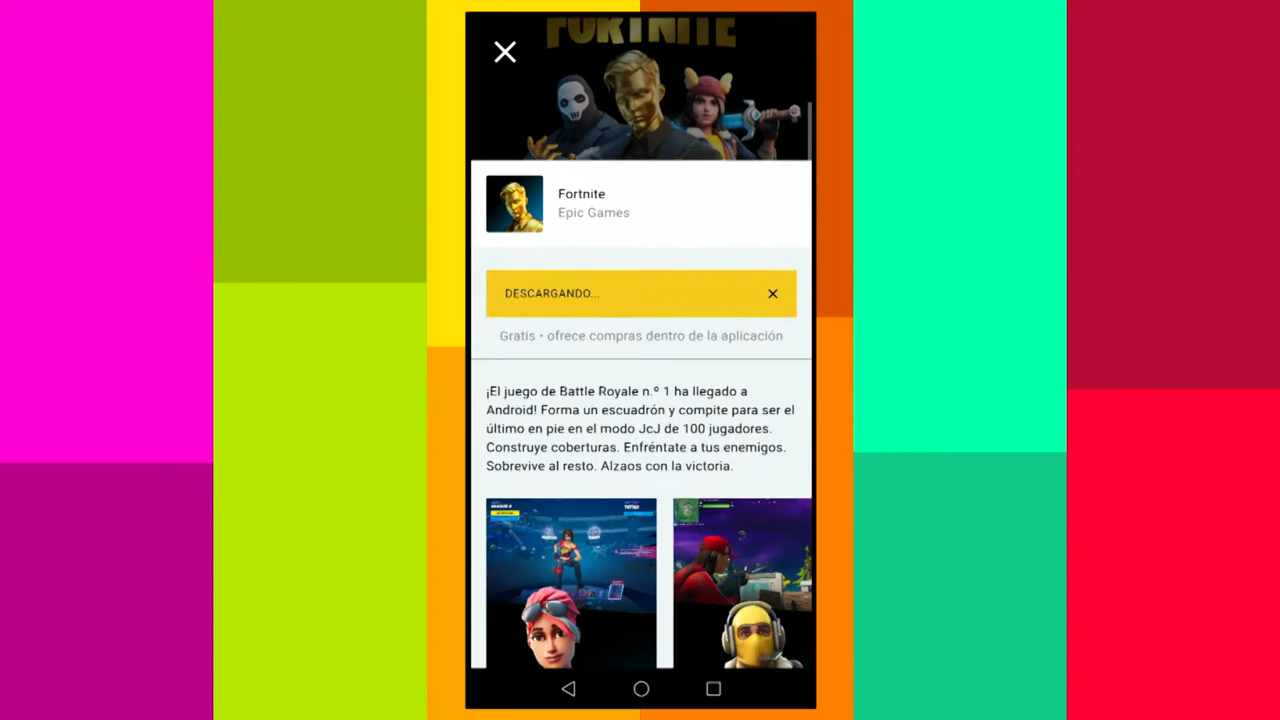 FORTNITE
Fortnite
Epic Games
DESCARGANDO...
Gratis • ofrece compras dentro de la aplicación
¡El juego de Battle Royale n.º 1 ha llegado a
Android! Forma un escuadrón y compite para ser el
último en pie en el modo JcJ de 100 jugadores.
Construye coberturas. Enfréntate a tus enemigos.
Sobrevive al resto. Alzaos con la victoria.